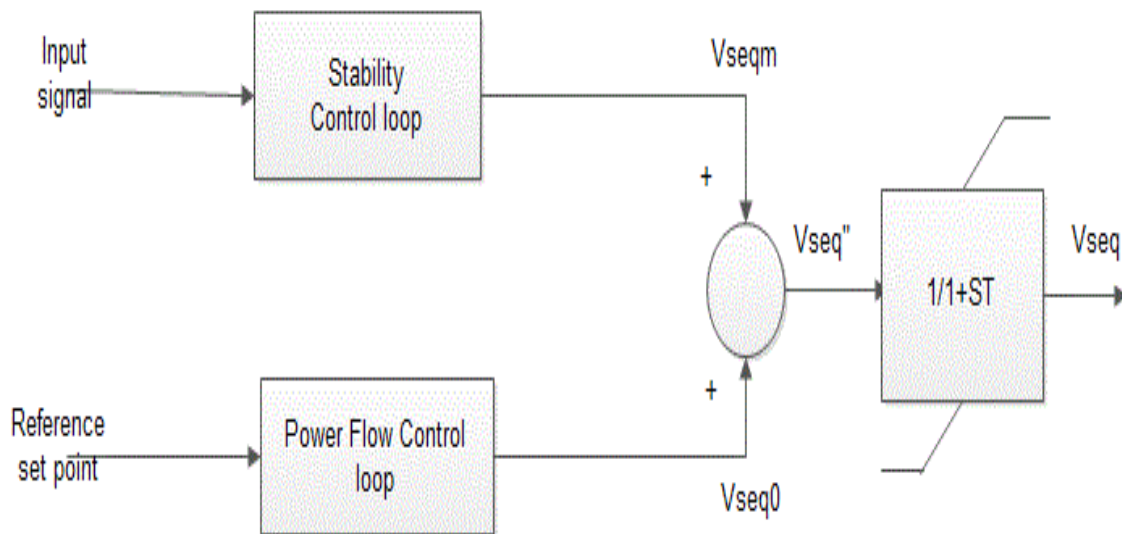 Input
signal
Stability
Control loop
Vseqm
+
Vseq"
1/1+ST
Vseq
+
Reference
set point
Power Flow Control
loop
Vseq0